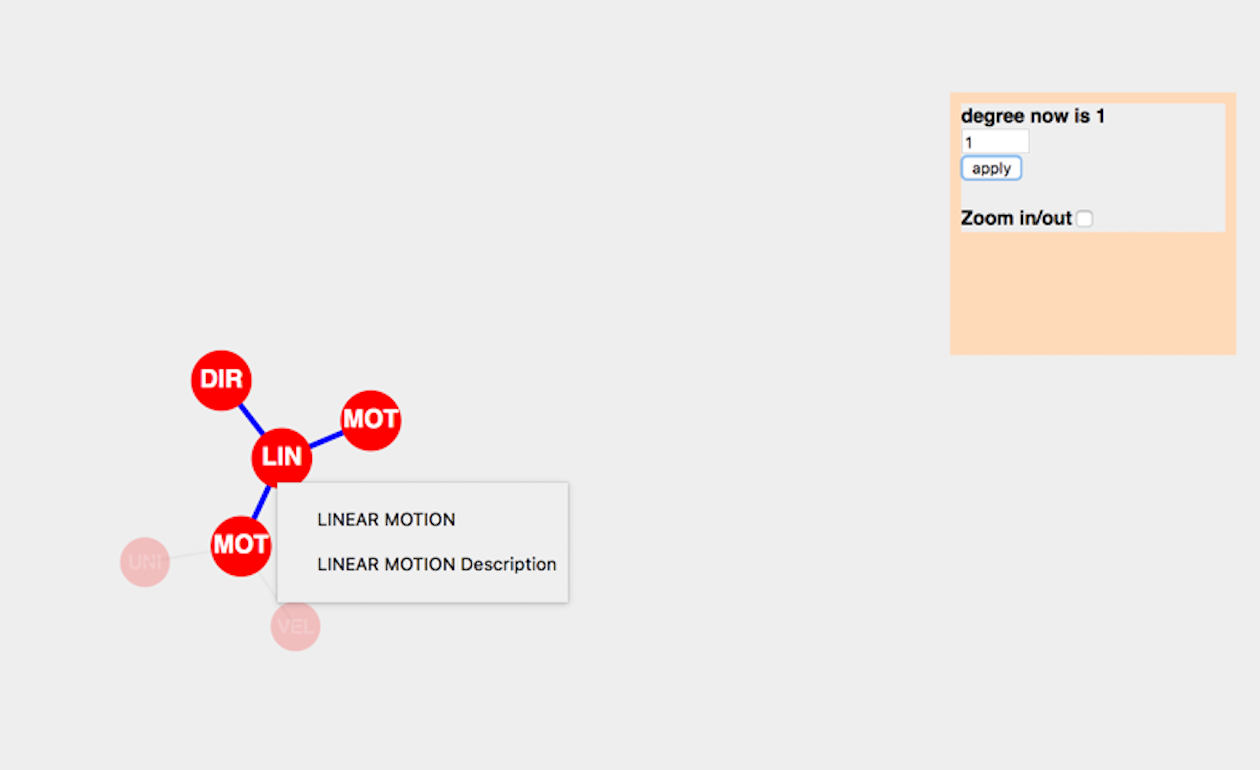 degree now is 1
1
apply
Zoom in/out
DIR
MOT
LIN
LINEAR MOTION
MOT
UNI
LINEAR MOTION Description
VEL